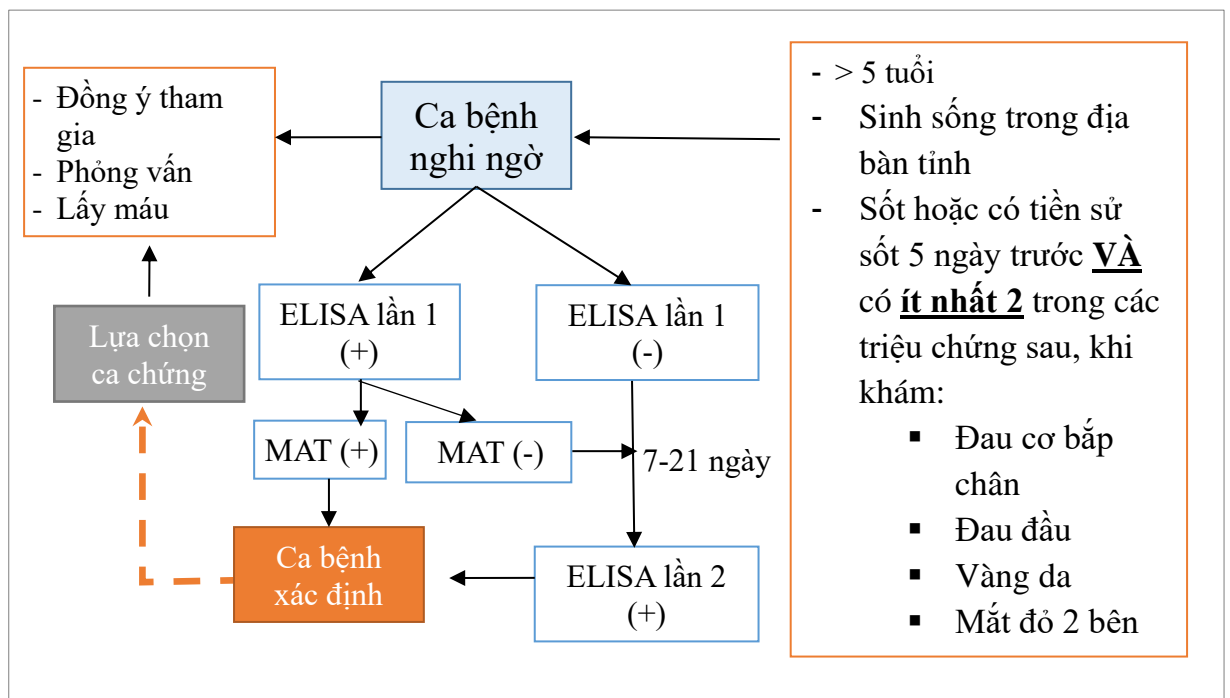 - Đồng ý tham
gia
- Phỏng vấn
- Lấy máu
Ca bệnh
nghi ngờ
- > 5 tuổi
- Sinh sống trong địa
bàn tỉnh
- Sốt hoặc có tiền sử
sốt 5 ngày trước VÀ
có ít nhất 2 trong các
triệu chứng sau, khi
khám:
▪ Đau cơ bắp
chân
▪ Đau đầu
▪ Vàng da
▪ Mắt đỏ 2 bên
Lựa chọn
ca chứng
ELISA lần 1
(+)
ELISA lần 1
(-)
MAT (+)
MAT (-)
7-21 ngày
Ca bệnh
xác định
ELISA lần 2
(+)